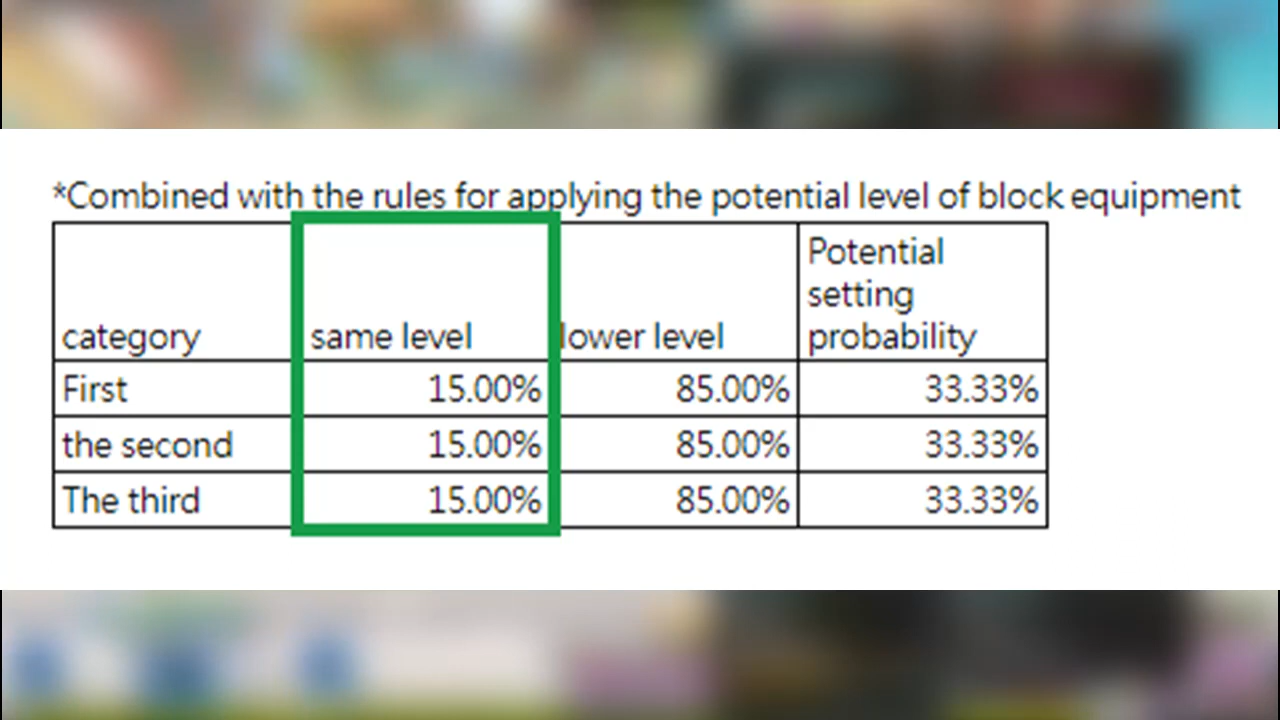 *Combined with the rules for applying the potential level of block equipment
Potential
setting
category same level lower level probability
First 15.00% 85.00% 33.33%
the second 15.00% 85.00% 33.33%
The third 15.00% 85.00% 33.33%